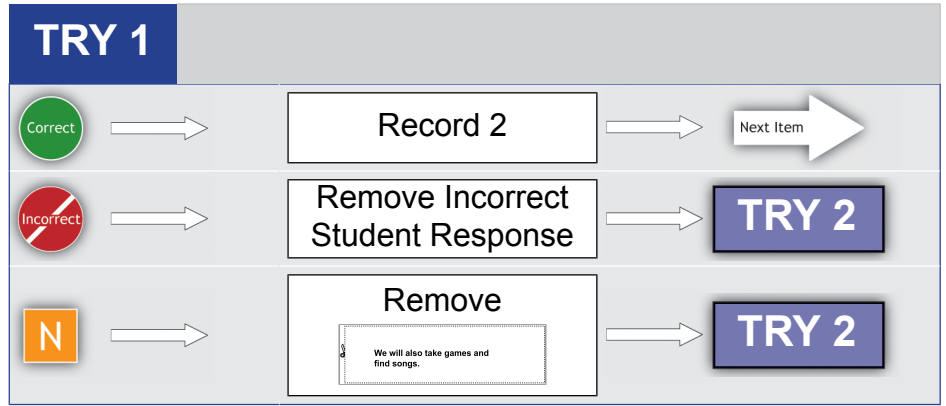 TRY 1
Correct
Record 2
Next Item
Incorrect
Remove Incorrect
Student Response
TRY 2
N
Remove
We will also take games and
find songs.
TRY 2